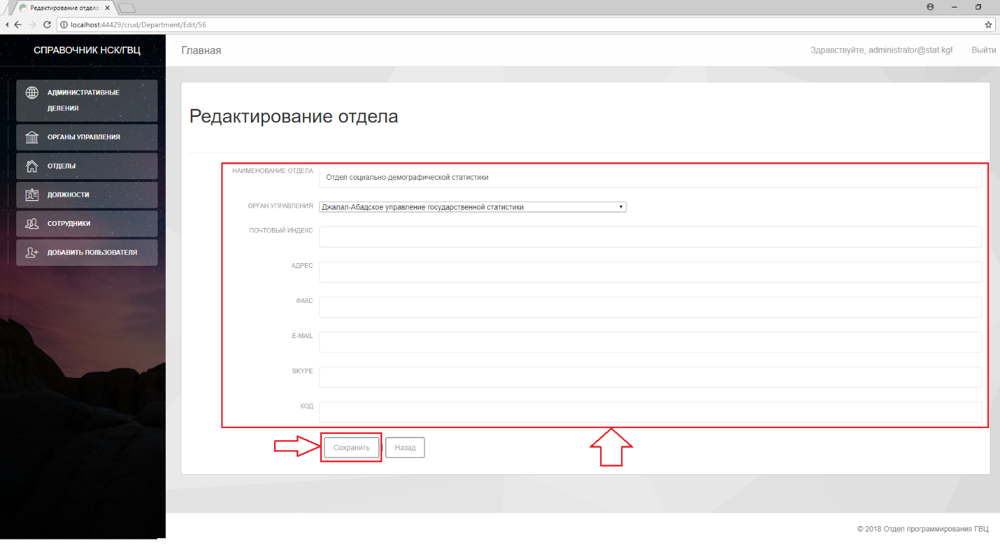 Редактирование отдела
localhost:44429/crud/Department/Edit/56
СПРАВОЧНИК НСК/ГВЦ
Главная
Здравствуйте, administrator@stat.kg!
Выйти
АДМИНИСТРАТИВНЫЕ
ДЕЛЕНИЯ
ОРГАНЫ УПРАВЛЕНИЯ
ОТДЕЛЫ
ДОЛЖНОСТИ
СОТРУДНИКИ
ДОБАВИТЬ ПОЛЬЗОВАТЕЛЯ
Редактирование отдела
НАИМЕНОВАНИЕ ОТДЕЛА
Отдел социально-демографической статистики
ОРГАН УПРАВЛЕНИЯ
Джалал-Абадское управление государственной статистики
ПОЧТОВЫЙ ИНДЕКС
АДРЕС
ФАКС
E-MAIL
SKYPE
КОД
Сохранить
Назад
© 2018 Отдел программирования ГВЦ